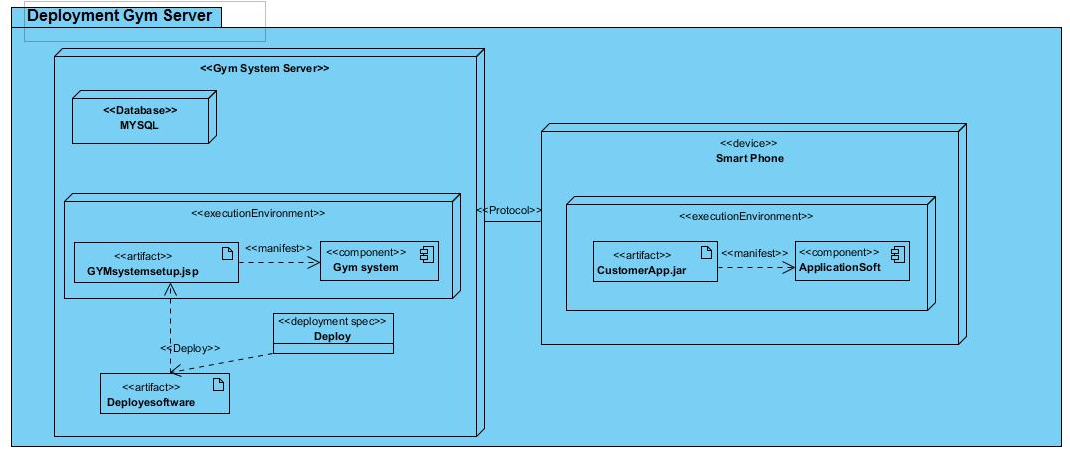 Deployment Gym Server
<<Gym System Server>>
<<Database>>
MYSQL
<<executionEnvironment>>
<<artifact>>
GYMsystemsetup.jsp
<<manifest>>
<<component>>
Gym system
<<deployment spec>>
Deploy
<<Deploy>>
<<artifact>>
Deployesoftware
<<Protocol>>
<<device>>
Smart Phone
<<executionEnvironment>>
<<artifact>>
CustomerApp.jar
<<manifest>>
<<component>>
ApplicationSoft